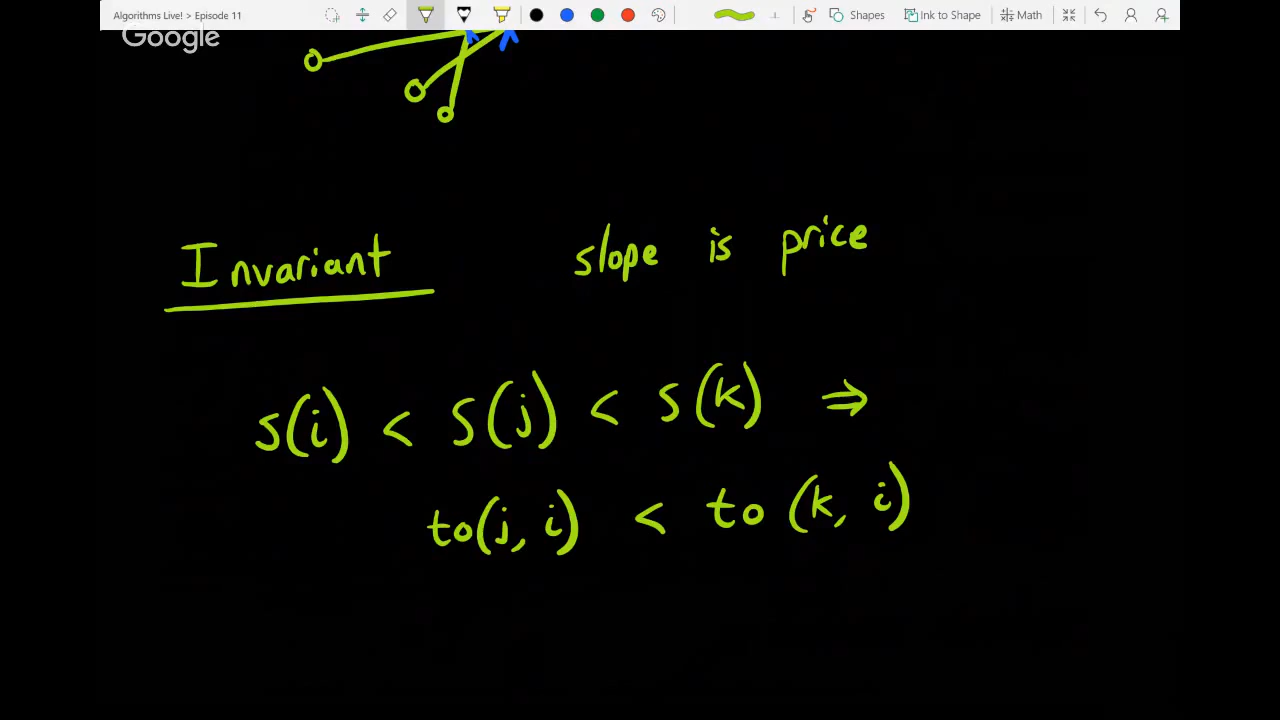 Algorithms Live! > Episode 11
Shapes
Ink to Shape
Math
Google
Invariant
slope is price
s(i) < s(j) < s(k) ⇒
to(j, i) < to (k, i)